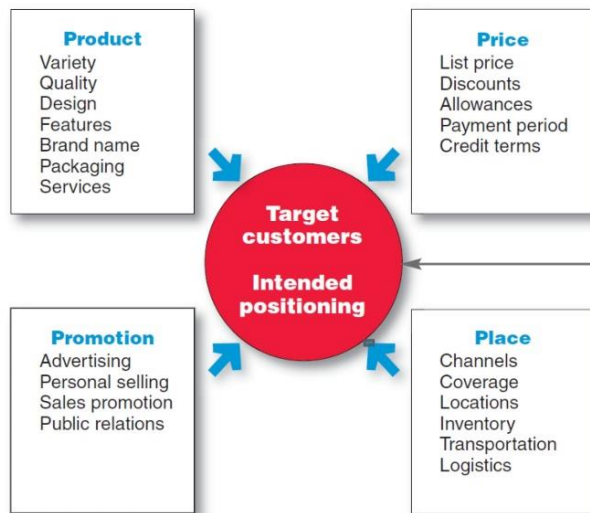 Product
Variety
Quality
Design
Features
Brand name
Packaging
Services
Price
List price
Discounts
Allowances
Payment period
Credit terms
Target
customers
Intended
positioning
Promotion
Advertising
Personal selling
Sales promotion
Public relations
Place
Channels
Coverage
Locations
Inventory
Transportation
Logistics